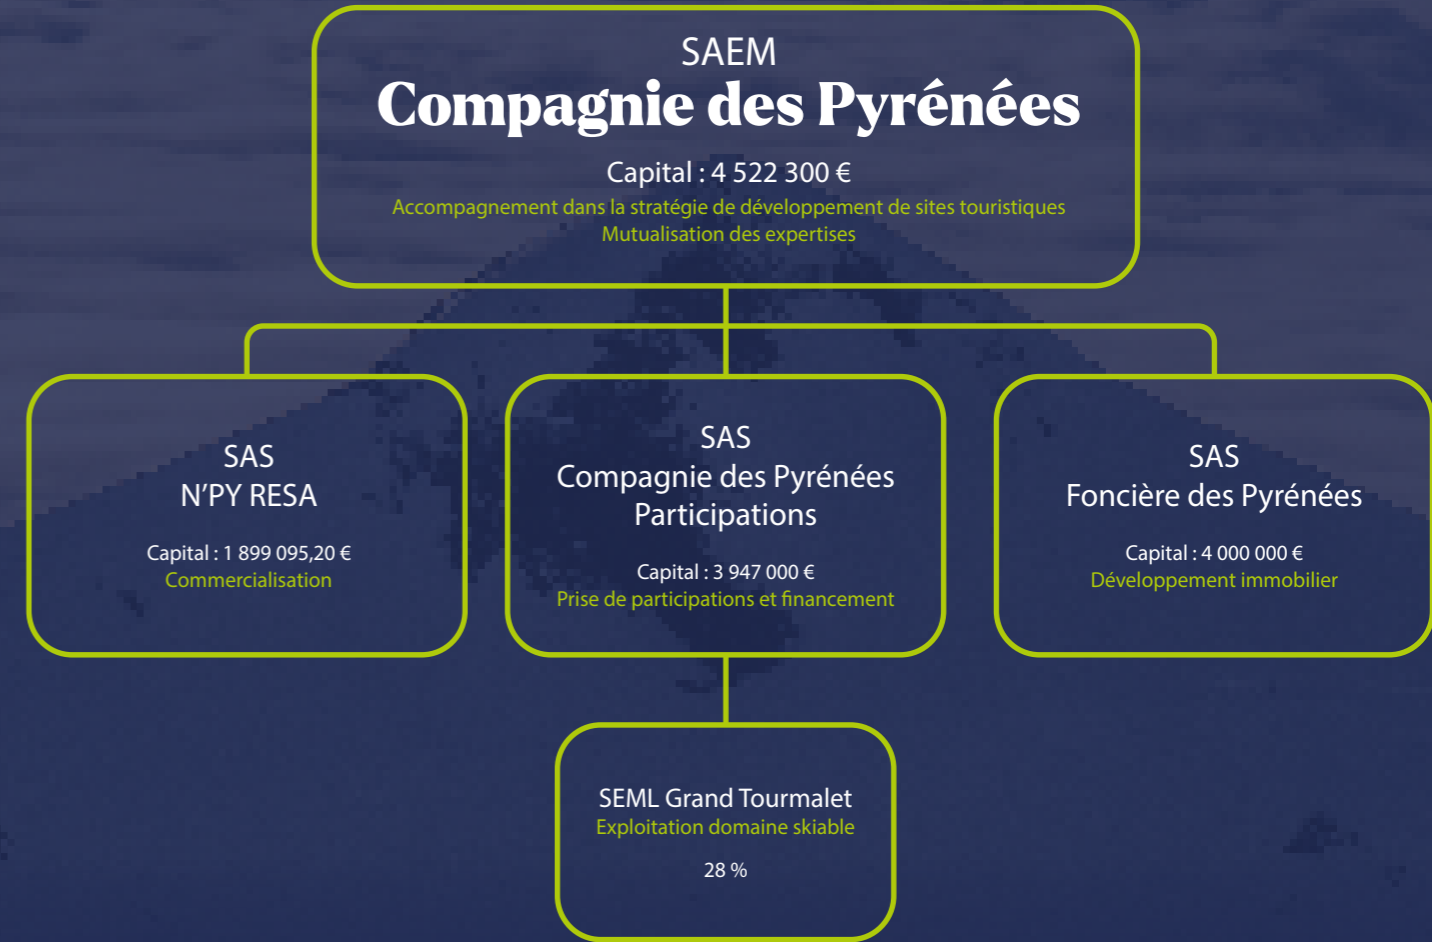 SAEM
Compagnie des Pyrénées
Capital : 4 522 300 €
Accompagnement dans la stratégie de développement de sites touristiques
Mutualisation des expertises
SAS
N'PY RESA
Capital : 1 899 095,20 €
Commercialisation
SAS
Compagnie des Pyrénées
Participations
Capital : 3 947 000 €
Prise de participations et financement
SAS
Foncière des Pyrénées
Capital : 4 000 000 €
Développement immobilier
SEML Grand Tourmalet
Exploitation domaine skiable
28 %